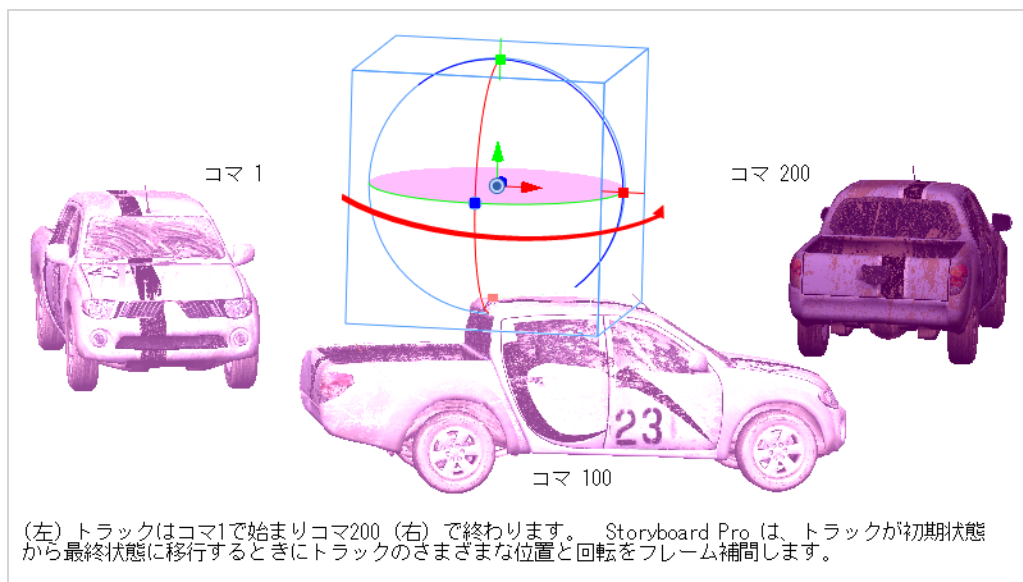 コマ 1
コマ 200
23
コマ 100
(左) トラックはコマ1で始まりコマ200 (右) で終わります。 Storyboard Pro は、トラックが初期状態
から最終状態に移行するときにトラックのさまざまな位置と回転をフレーム補間します。